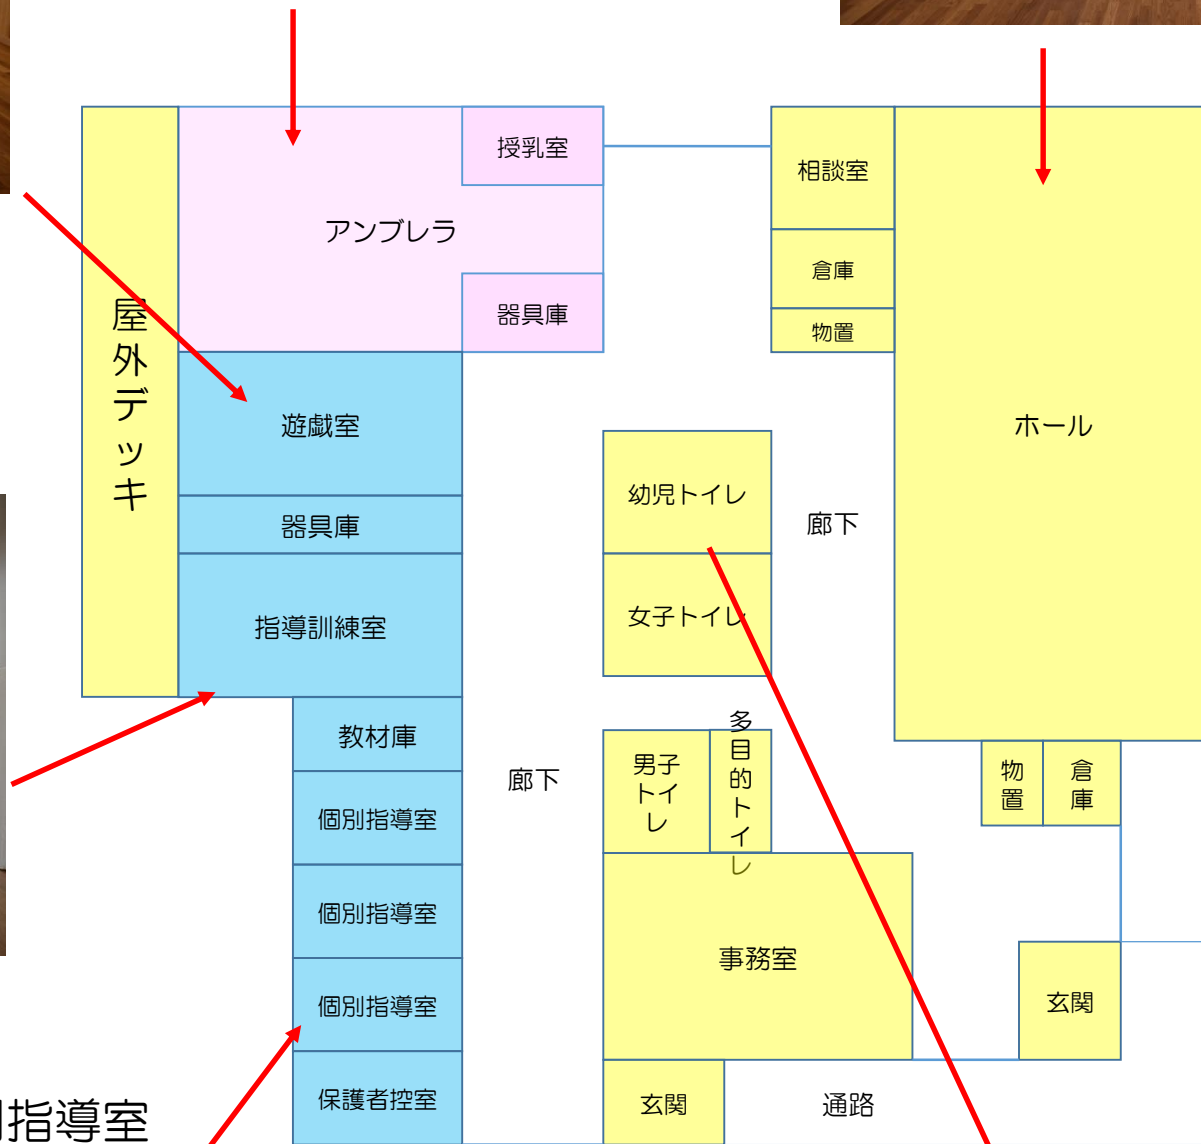 授乳室
相談室
アンブレラ
倉庫
器具庫
物置
屋外デッキ
遊戯室
ホール
幼児トイレ
廊下
器具庫
女子トイレ
指導訓練室
教材庫
男子
トイ
レ
多目的トイレ
物置
倉庫
廊下
個別指導室
個別指導室
事務室
個別指導室
玄関
保護者控室
玄関
通路
指導室